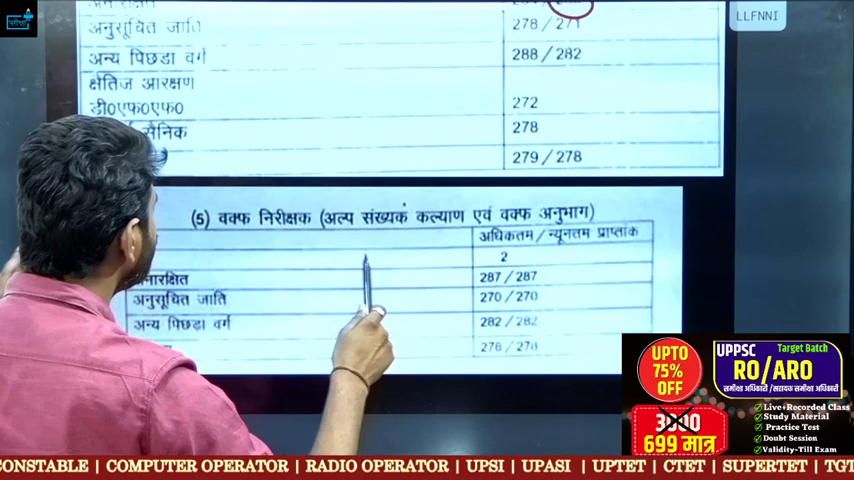 परीक्षा
LLFNNI
278 / 271
अनुसूचित जाति
288 / 282
अन्य पिछडा वर्ग
क्षैतिज आरक्षण
डी०एफ०एफ०
272
सैनिक
278
279 / 278
(5) वक्फ निरीक्षक (अल्प संख्यक कल्याण एवं वक्फ अनुभाग)
अधिकतम / न्यूनतम प्राप्तांक
2
287 / 287
अनुसूचित जाति
270 / 270
अन्य पिछडा वर्ग
282 / 282
UPTO
75%
OFF
3000
699 मात्र
UPPSC Target Batch
RO/ARO
समीक्षा अधिकारी /सहायक समीक्षा अधिकारी
Live+Recorded Class
Study Material
Practice Test
Doubt Session
Validity-Till Exam
CONSTABLE | COMPUTER OPERATOR | RADIO OPERATOR | UPSI | UPASI | UPTET | CTET | SUPERTET | TGT